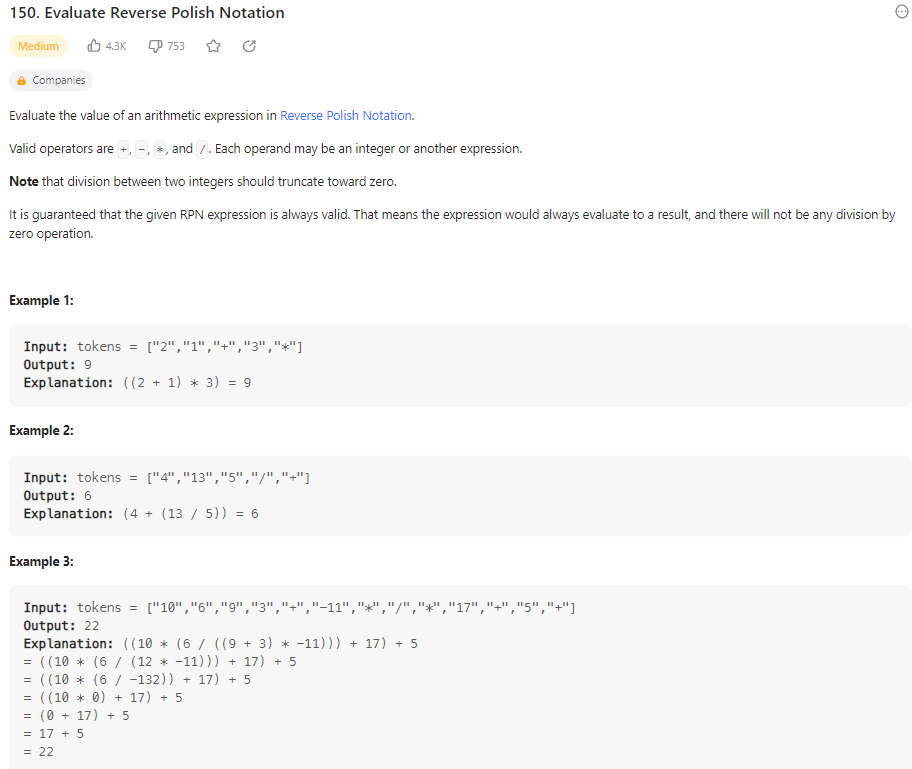 150. Evaluate Reverse Polish Notation
Medium 4.3K 753
Companies
Evaluate the value of an arithmetic expression in Reverse Polish Notation.
Valid operators are +, -, *, and /. Each operand may be an integer or another expression.
Note that division between two integers should truncate toward zero.
It is guaranteed that the given RPN expression is always valid. That means the expression would always evaluate to a result, and there will not be any division by
zero operation.
Example 1:
Input: tokens = ["2","1","+","3","*"]
Output: 9
Explanation: ((2 + 1) * 3) = 9
Example 2:
Input: tokens = ["4","13","5","/","+"]
Output: 6
Explanation: (4 + (13 / 5)) = 6
Example 3:
Input: tokens = ["10","6","9","3","+","-11","*","/","*","17","+","5","+"]
Output: 22
Explanation: ((10 * (6 / ((9 + 3) * -11))) + 17) + 5
= ((10 * (6 / (12 * -11))) + 17) + 5
= ((10 * (6 / -132)) + 17) + 5
= ((10 * 0) + 17) + 5
= (0 + 17) + 5
= 17 + 5
= 22